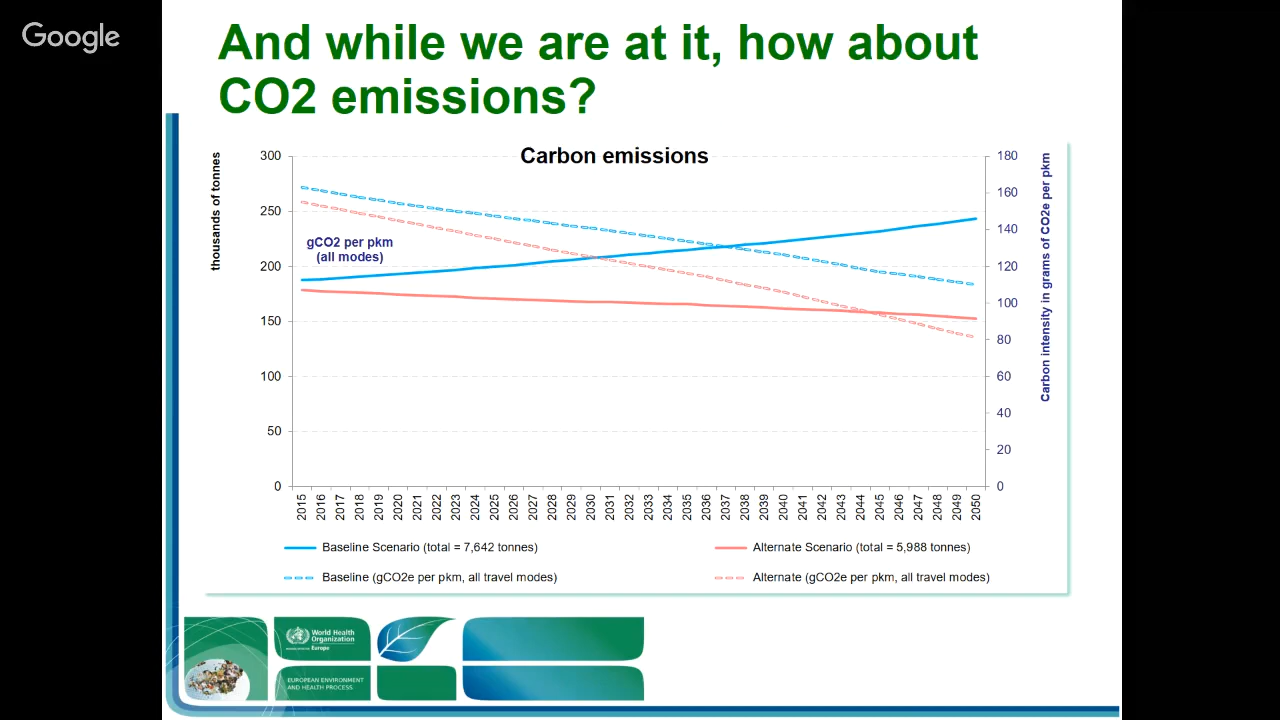 Google
And while we are at it, how about
CO2 emissions?
Carbon emissions
thousands of tonnes
300
250
200
150
100
50
0
gCO2 per pkm
(all modes)
180
160
140
120
100
80
60
40
20
0
Carbon intensity in grams of CO2e per pkm
2015 2016 2017 2018 2019 2020 2021 2022 2023 2024 2025 2026 2027 2028 2029 2030 2031 2032 2033 2034 2035 2036 2037 2038 2039 2040 2041 2042 2043 2044 2045 2046 2047 2048 2049 2050
Baseline Scenario (total = 7,642 tonnes)
Alternate Scenario (total = 5,988 tonnes)
Baseline (gCO2e per pkm, all travel modes)
Alternate (gCO2e per pkm, all travel modes)
World Health
Organization
Europe
EUROPEAN ENVIRONMENT
AND HEALTH PROCESS